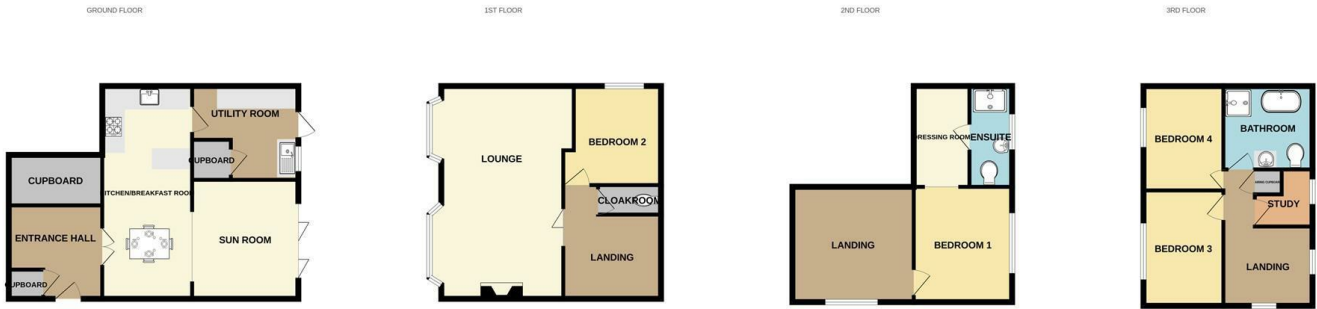 GROUND FLOOR
UTILITY ROOM
CUPBOARD
CUPBOARD
KITCHEN/BREAKFAST ROOM
ENTRANCE HALL
SUN ROOM
CUPBOARD
1ST FLOOR
LOUNGE
BEDROOM 2
CLOAKROOM
LANDING
2ND FLOOR
DRESSING ROOM
ENSUITE
LANDING
BEDROOM 1
3RD FLOOR
BEDROOM 4
BATHROOM
STUDY
BEDROOM 3
LANDING